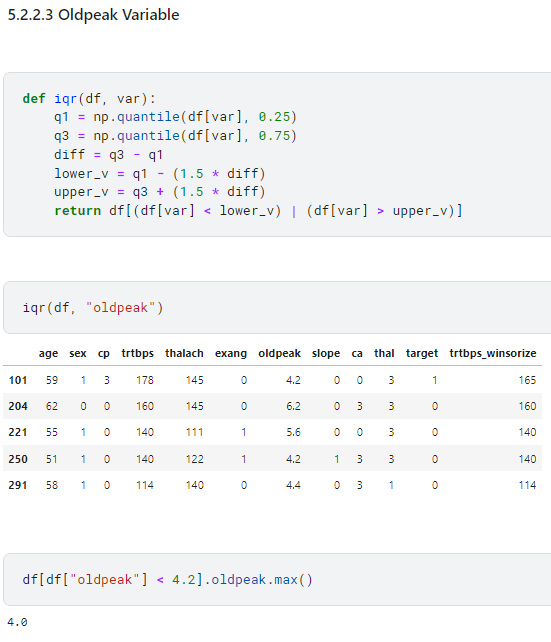 5.2.2.3 Oldpeak Variable
def iqr(df, var):
    q1 = np.quantile(df[var], 0.25)
    q3 = np.quantile(df[var], 0.75)
    diff = q3 - q1
    lower_v = q1 - (1.5 * diff)
    upper_v = q3 + (1.5 * diff)
    return df[(df[var] < lower_v) | (df[var] > upper_v)]
iqr(df, "oldpeak")
age sex cp trtbps thalach exang oldpeak slope ca thal target trtbps_winsorize
101 59 1 3 178 145 0 4.2 0 0 3 1 165
204 62 0 0 160 145 0 6.2 0 3 3 0 160
221 55 1 0 140 111 1 5.6 0 0 3 0 140
250 51 1 0 140 122 1 4.2 1 3 3 0 140
291 58 1 0 114 140 0 4.4 0 3 1 0 114
df[df["oldpeak"] < 4.2].oldpeak.max()
4.0